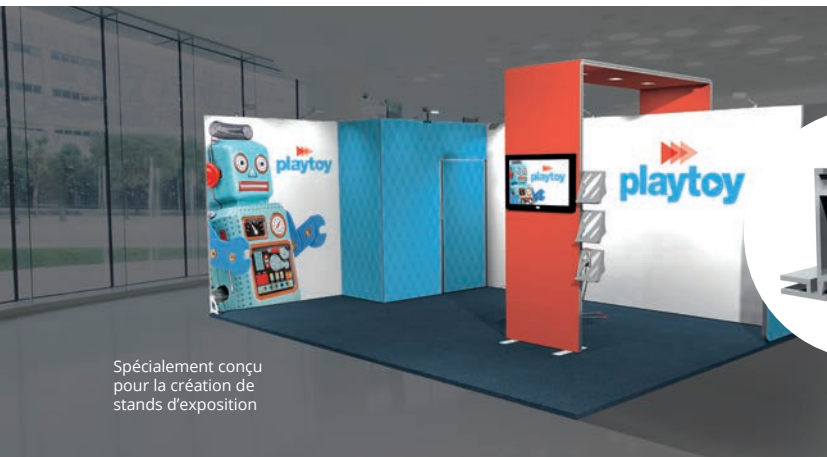 playtoy
playtoy
playtoy
Spécialement conçu
pour la création de
stands d'exposition